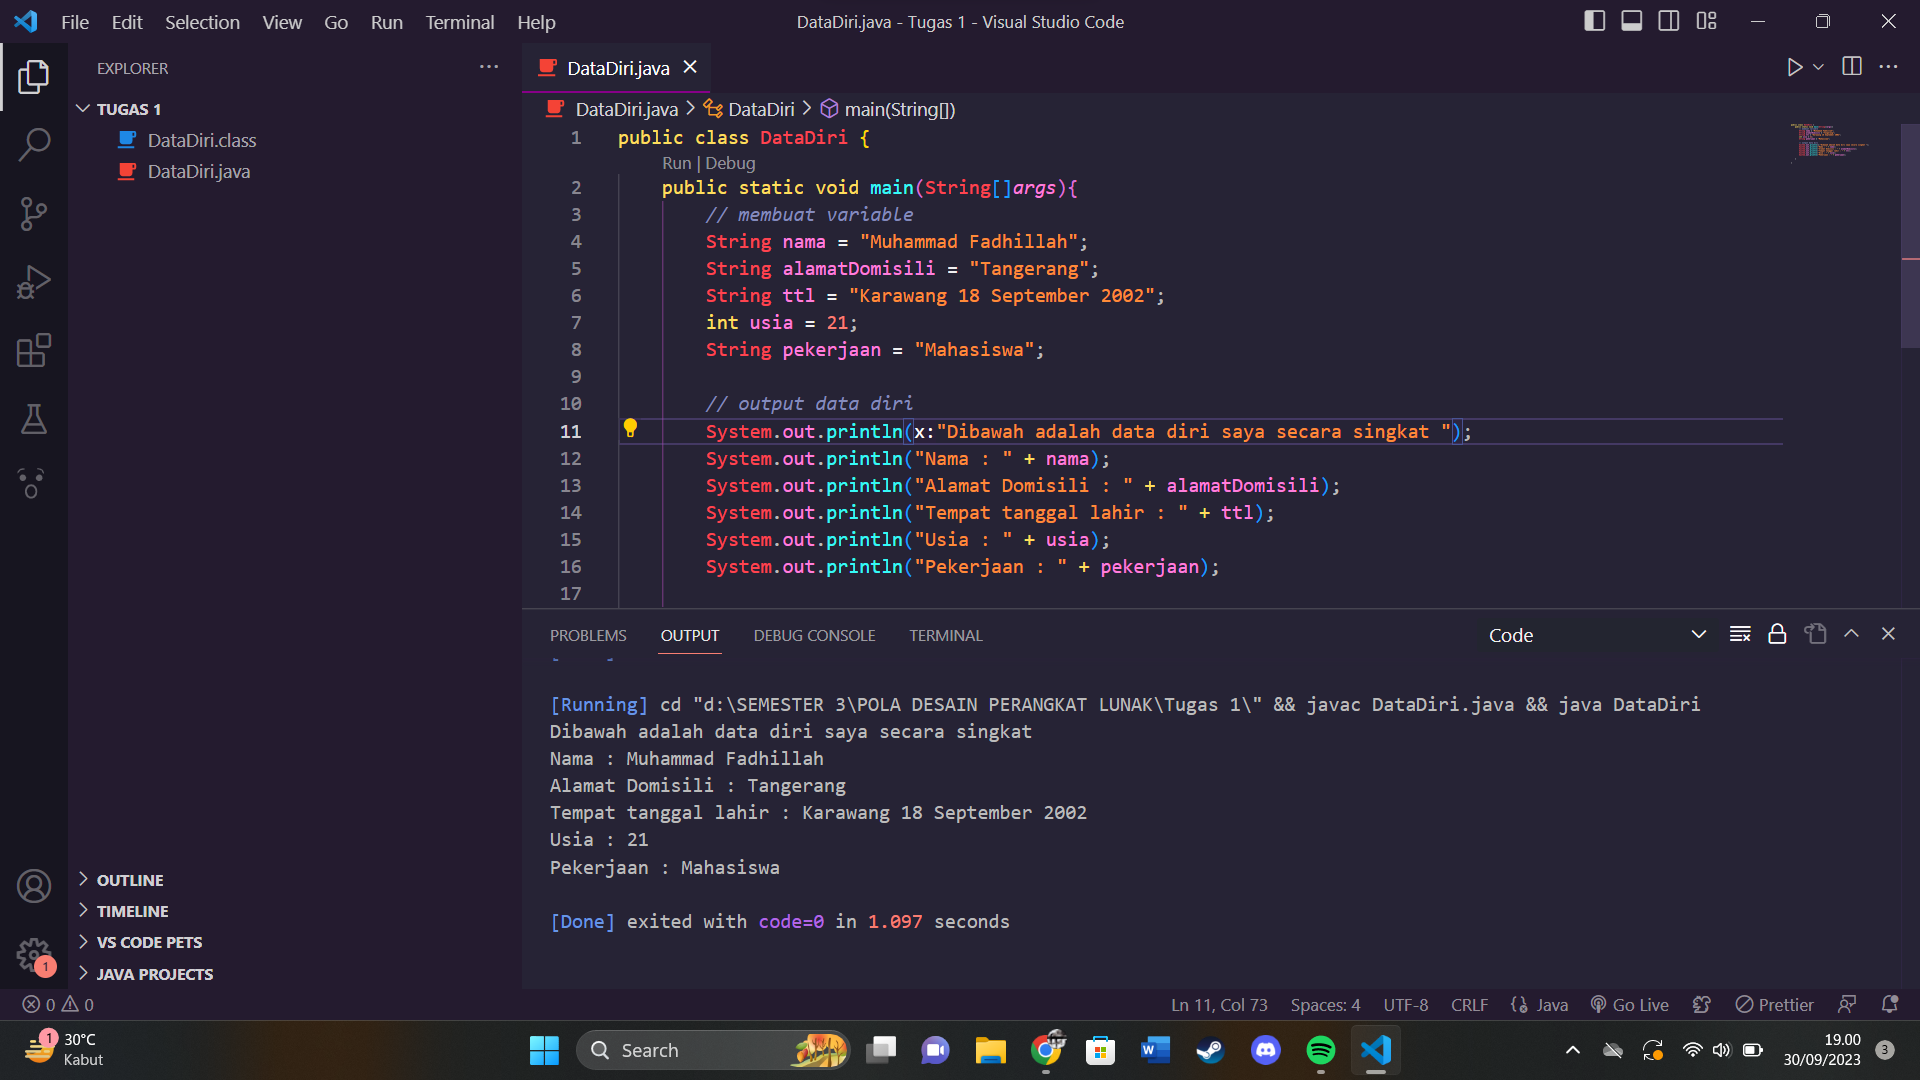 File Edit Selection View Go Run Terminal Help
DataDiri.java - Tugas 1 - Visual Studio Code
EXPLORER
TUGAS 1
DataDiri.class
DataDiri.java
OUTLINE
TIMELINE
VS CODE PETS
JAVA PROJECTS
1
DataDiri.java
DataDiri.java > DataDiri > main(String[])
1 public class DataDiri {
Run | Debug
2 public static void main(String[]args){
3 // membuat variable
4 String nama = "Muhammad Fadhillah";
5 String alamatDomisili = "Tangerang";
6 String ttl = "Karawang 18 September 2002";
7 int usia = 21;
8 String pekerjaan = "Mahasiswa";
9
10 // output data diri
11 System.out.println(x:"Dibawah adalah data diri saya secara singkat ");
12 System.out.println("Nama : " + nama);
13 System.out.println("Alamat Domisili : " + alamatDomisili);
14 System.out.println("Tempat tanggal lahir : " + ttl);
15 System.out.println("Usia : " + usia);
16 System.out.println("Pekerjaan : " + pekerjaan);
17
PROBLEMS OUTPUT DEBUG CONSOLE TERMINAL
Code
[Running] cd "d:\SEMESTER 3\POLA DESAIN PERANGKAT LUNAK\Tugas 1\" && javac DataDiri.java && java DataDiri
Dibawah adalah data diri saya secara singkat
Nama : Muhammad Fadhillah
Alamat Domisili : Tangerang
Tempat tanggal lahir : Karawang 18 September 2002
Usia : 21
Pekerjaan : Mahasiswa
[Done] exited with code=0 in 1.097 seconds
0 0
Ln 11, Col 73 Spaces: 4 UTF-8 CRLF Java Go Live Prettier
1
30°C
Kabut
Search
19.00
30/09/2023
3